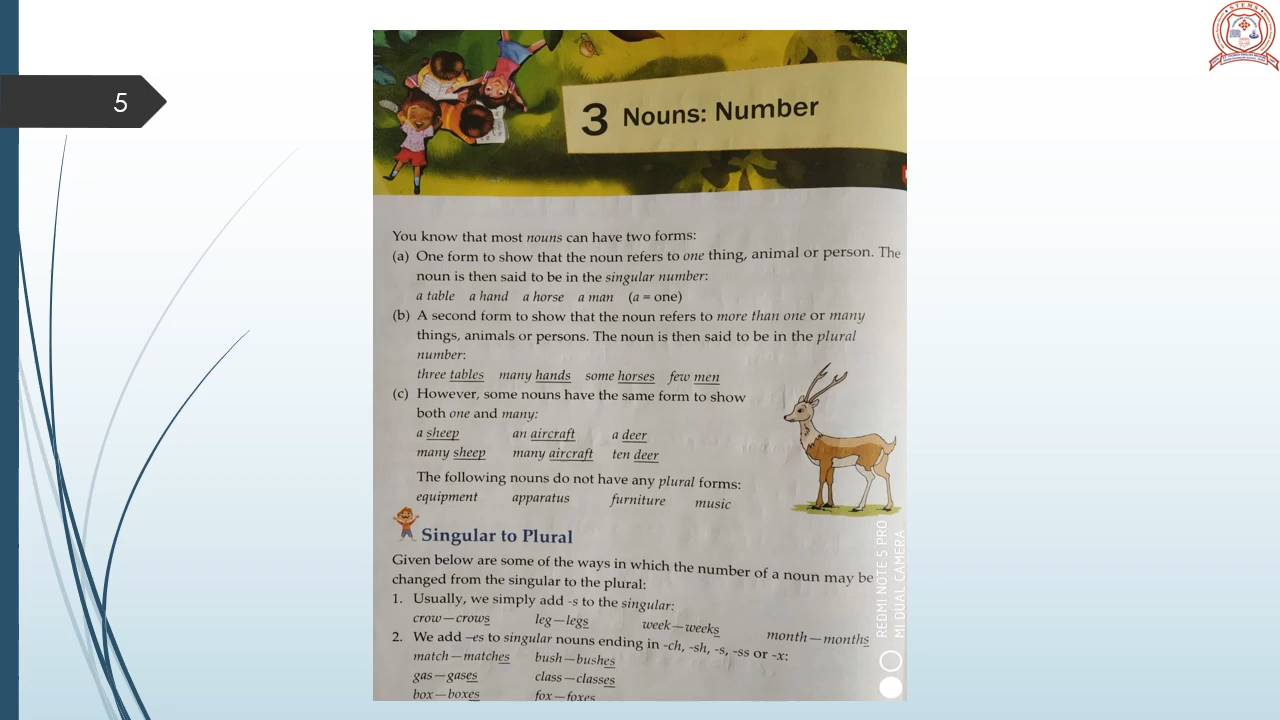 5
3 Nouns: Number
You know that most nouns can have two forms:
(a) One form to show that the noun refers to one thing, animal or person. The
noun is then said to be in the singular number:
a table a hand a horse a man (a = one)
(b) A second form to show that the noun refers to more than one or many
things, animals or persons. The noun is then said to be in the plural
number:
three tables many hands some horses few men
(c) However, some nouns have the same form to show
both one and many:
a sheep an aircraft a deer
many sheep many aircraft ten deer
The following nouns do not have any plural forms:
equipment apparatus furniture music
Singular to Plural
Given below are some of the ways in which the number of a noun may be
changed from the singular to the plural:
1. Usually, we simply add -s to the singular:
crow—crows leg—legs week—weeks month—months
2. We add –es to singular nouns ending in -ch, -sh, -s, -ss or -x:
match—matches bush—bushes
gas—gases class—classes
box—boxes fox—foxes
REDMI NOTE 5 PRO
MI DUAL CAMERA